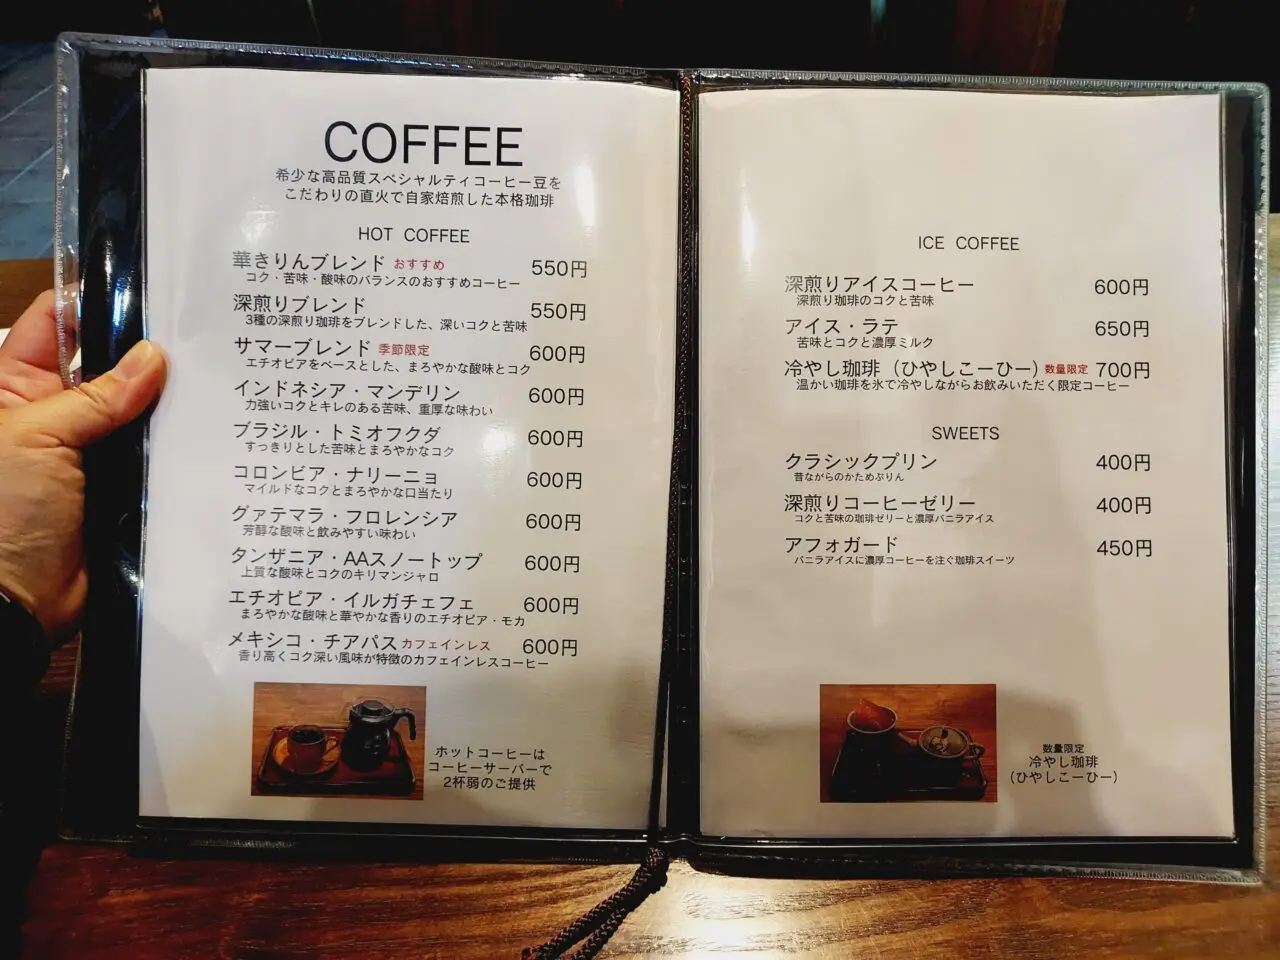 COFFEE
希少な高品質スペシャルティコーヒー豆を
こだわりの直火で自家焙煎した本格珈琲
HOT COFFEE
華きりんブレンド おすすめ 550円
コク・苦味・酸味のバランスのおすすめコーヒー
深煎りブレンド 550円
3種の深煎り珈琲をブレンドした、深いコクと苦味
サマーブレンド 季節限定 600円
エチオピアをベースとした、まろやかな酸味とコク
インドネシア・マンデリン 600円
力強いコクとキレのある苦味、重厚な味わい
ブラジル・トミオフクダ 600円
すっきりとした苦味とまろやかなコク
コロンビア・ナリーニョ 600円
マイルドなコクとまろやかな口当たり
グァテマラ・フロレンシア 600円
芳醇な酸味と飲みやすい味わい
タンザニア・AAスノートップ 600円
上質な酸味とコクのキリマンジャロ
エチオピア・イルガチェフェ 600円
まろやかな酸味と華やかな香りのエチオピア・モカ
メキシコ・チアパス カフェインレス 600円
香り高くコク深い風味が特徴のカフェインレスコーヒー
ホットコーヒーは
コーヒーサーバーで
2杯弱のご提供
ICE COFFEE
深煎りアイスコーヒー 600円
深煎り珈琲のコクと苦味
アイス・ラテ 650円
苦味とコクと濃厚ミルク
冷やし珈琲（ひやしこーひー）数量限定 700円
温かい珈琲を氷で冷やしながらお飲みいただく限定コーヒー
SWEETS
クラシックプリン 400円
昔ながらのかためぷりん
深煎りコーヒーゼリー 400円
コクと苦味の珈琲ゼリーと濃厚バニラアイス
アフォガード 450円
バニラアイスに濃厚コーヒーを注ぐ珈琲スイーツ
数量限定
冷やし珈琲
（ひやしこーひー）